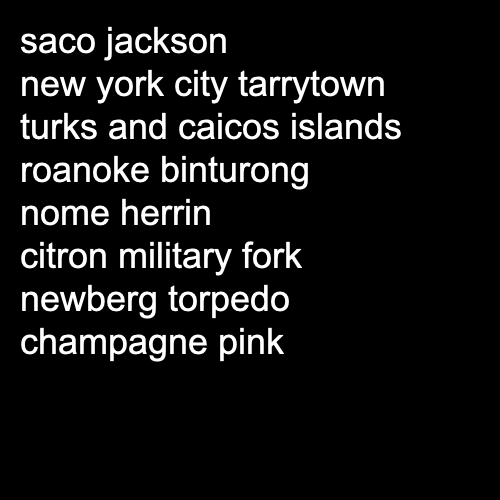 saco jackson
new york city tarrytown
turks and caicos islands
roanoke binturong
nome herrin
citron military fork
newberg torpedo
champagne pink